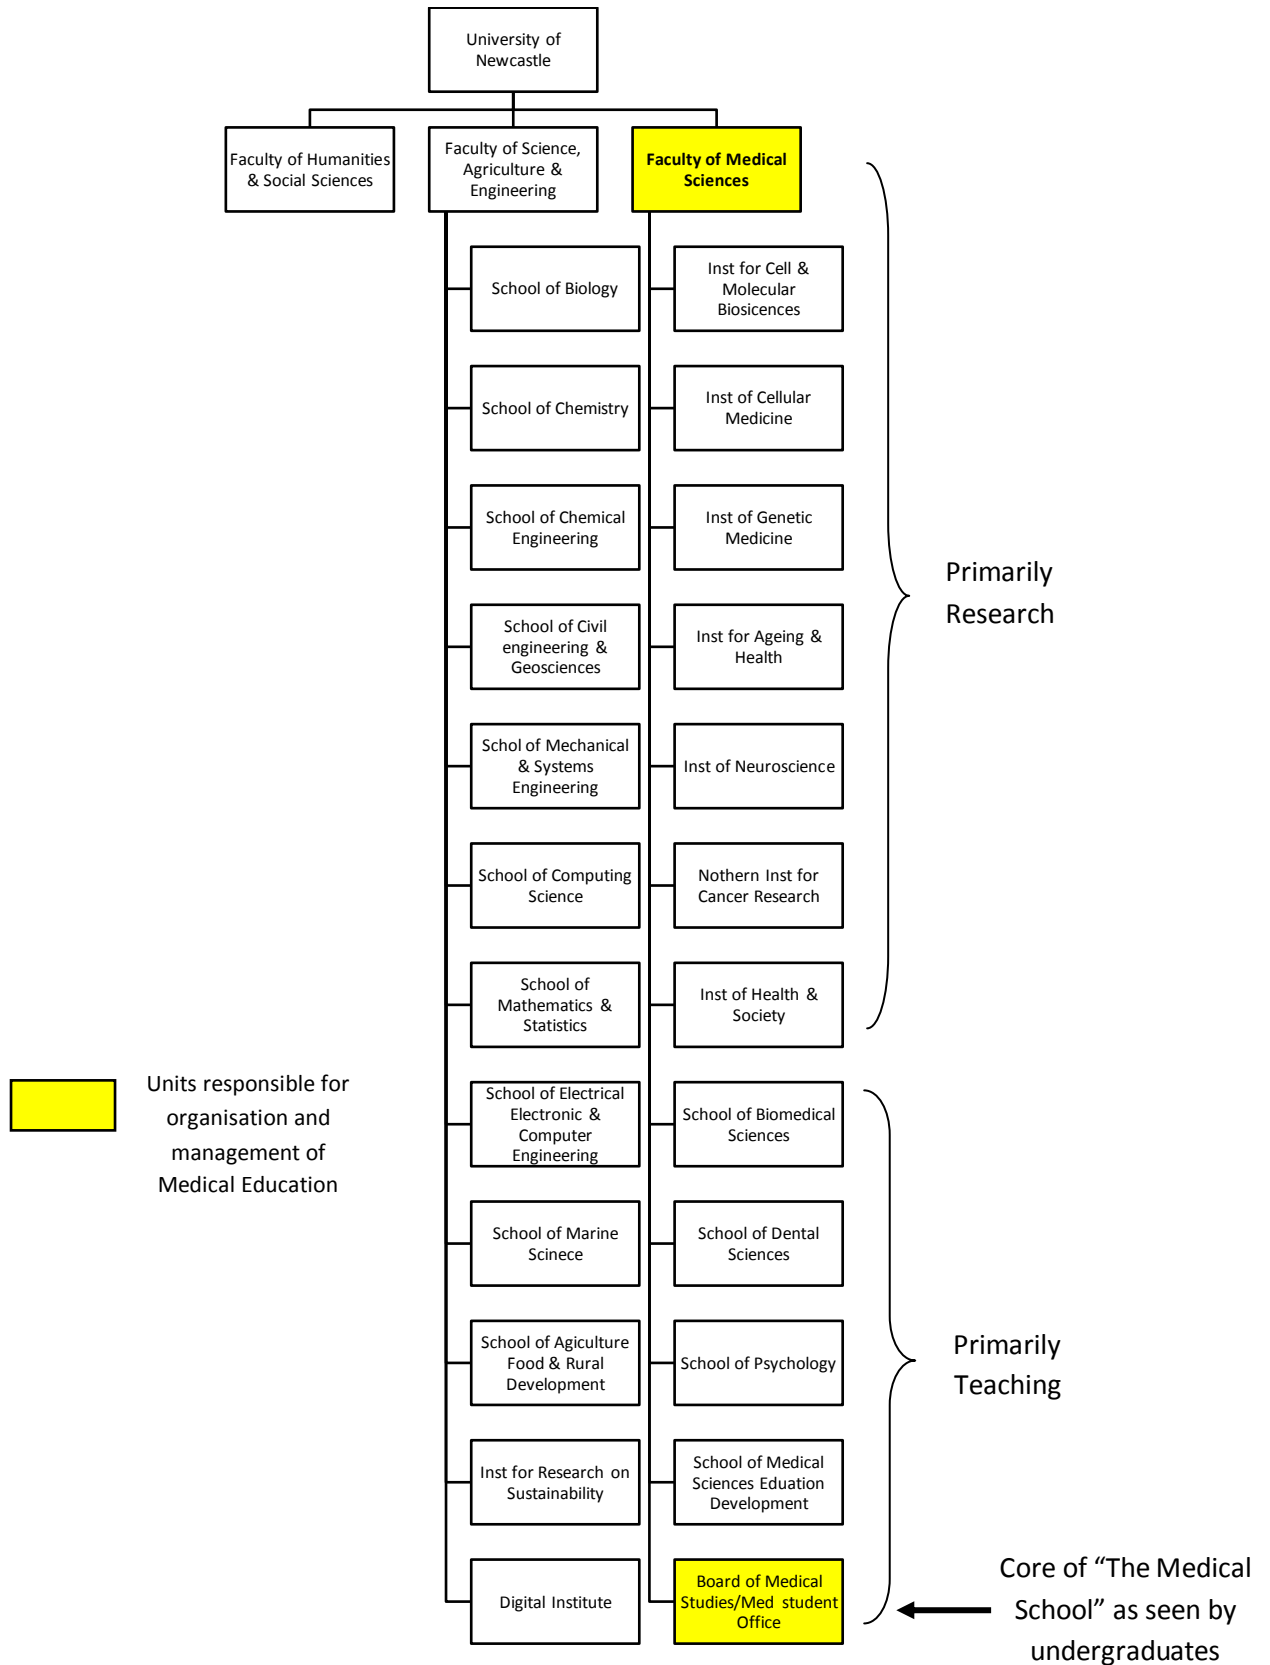 University of
Newcastle
Faculty of Humanities
& Social Sciences
Faculty of Science,
Agriculture &
Engineering
Faculty of Medical
Sciences
School of Biology
Inst for Cell &
Molecular
Biosicences
School of Chemistry
Inst of Cellular
Medicine
School of Chemical
Engineering
Inst of Genetic
Medicine
Primarily
Research
School of Civil
engineering &
Geosciences
Inst for Ageing &
Health
Schol of Mechanical
& Systems
Engineering
Inst of Neuroscience
School of Computing
Science
Nothern Inst for
Cancer Research
School of
Mathematics &
Statistics
Inst of Health &
Society
Units responsible for
organisation and
management of
Medical Education
School of Electrical
Electronic &
Computer
Engineering
School of Biomedical
Sciences
School of Marine
Scinece
School of Dental
Sciences
School of Agiculture
Food & Rural
Development
School of Psychology
Primarily
Teaching
Inst for Research on
Sustainability
School of Medical
Sciences Eduation
Development
Digital Institute
Board of Medical
Studies/Med student
Office
Core of “The Medical
School” as seen by
undergraduates